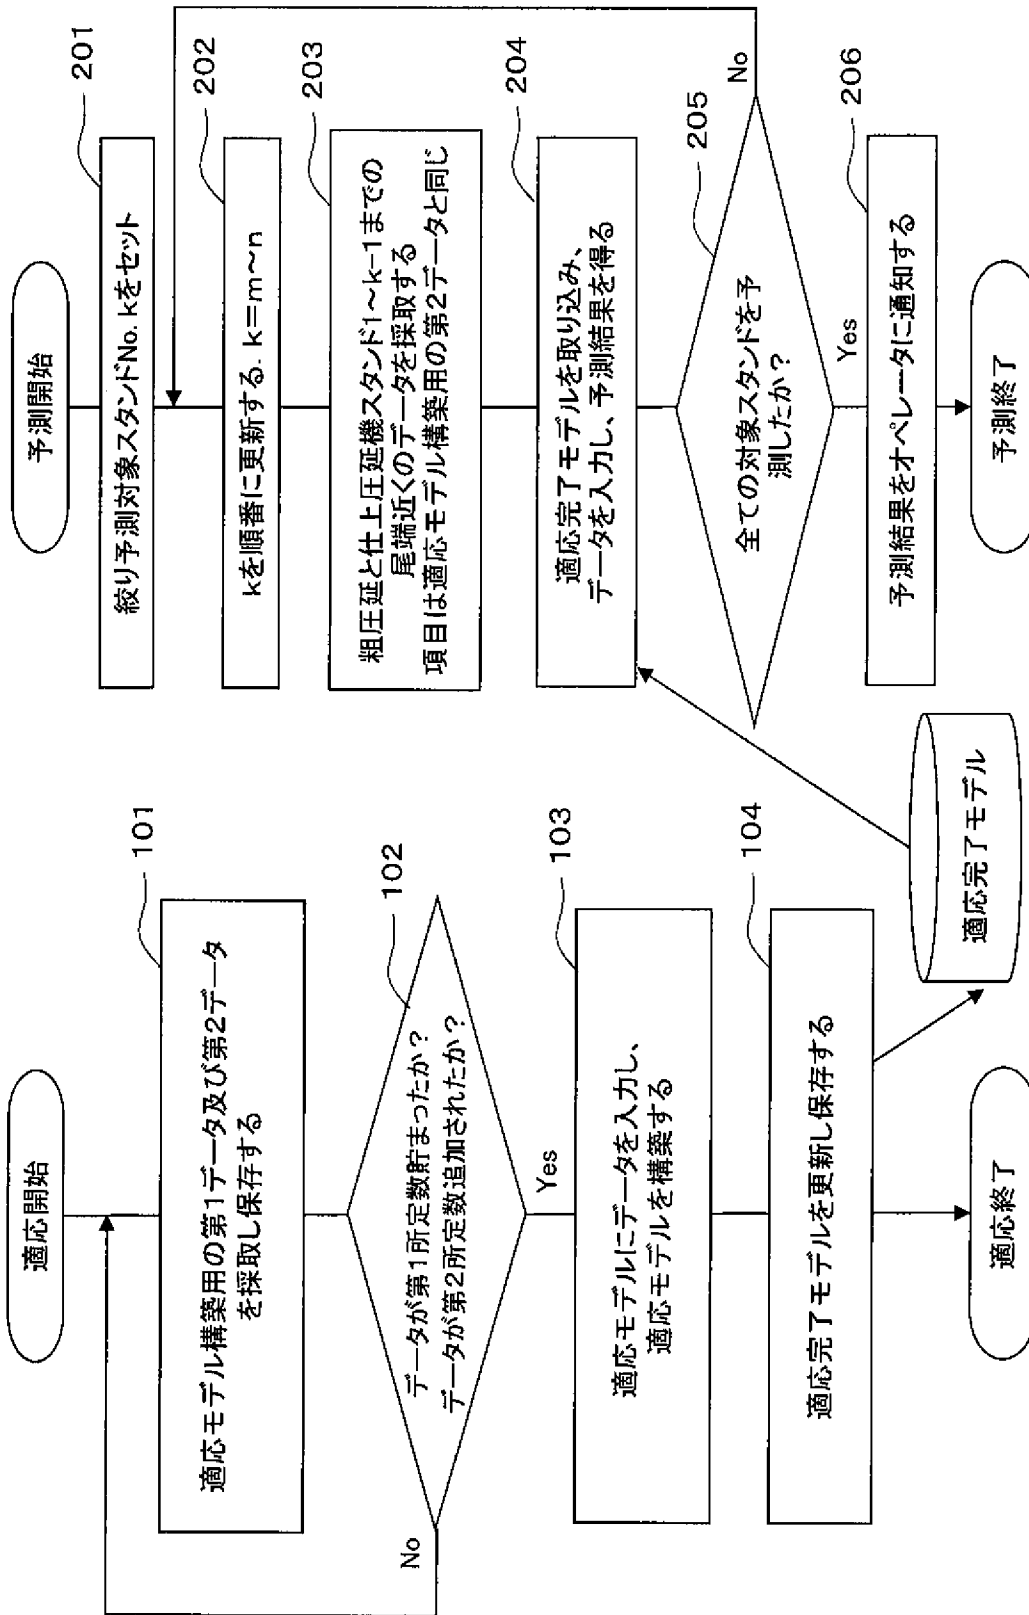 適応開始
101
適応モデル構築用の第1データ及び第2データ
を採取し保存する
102
データが第1所定数貯まったか？
データが第2所定数追加されたか？
No
Yes
103
適応モデルにデータを入力し、
適応モデルを構築する
104
適応完了モデルを更新し保存する
適応終了
適応完了モデル
予測開始
201
絞り予測対象スタンドNo. kをセット
202
kを順番に更新する. k＝m～n
203
粗圧延と仕上圧延機スタンド1～k-1までの
尾端近くのデータを採取する
項目は適応モデル構築用の第2データと同じ
204
適応完了モデルを取り込み、
データを入力し、予測結果を得る
205
全ての対象スタンドを予
測したか？
No
Yes
206
予測結果をオペレータに通知する
予測終了